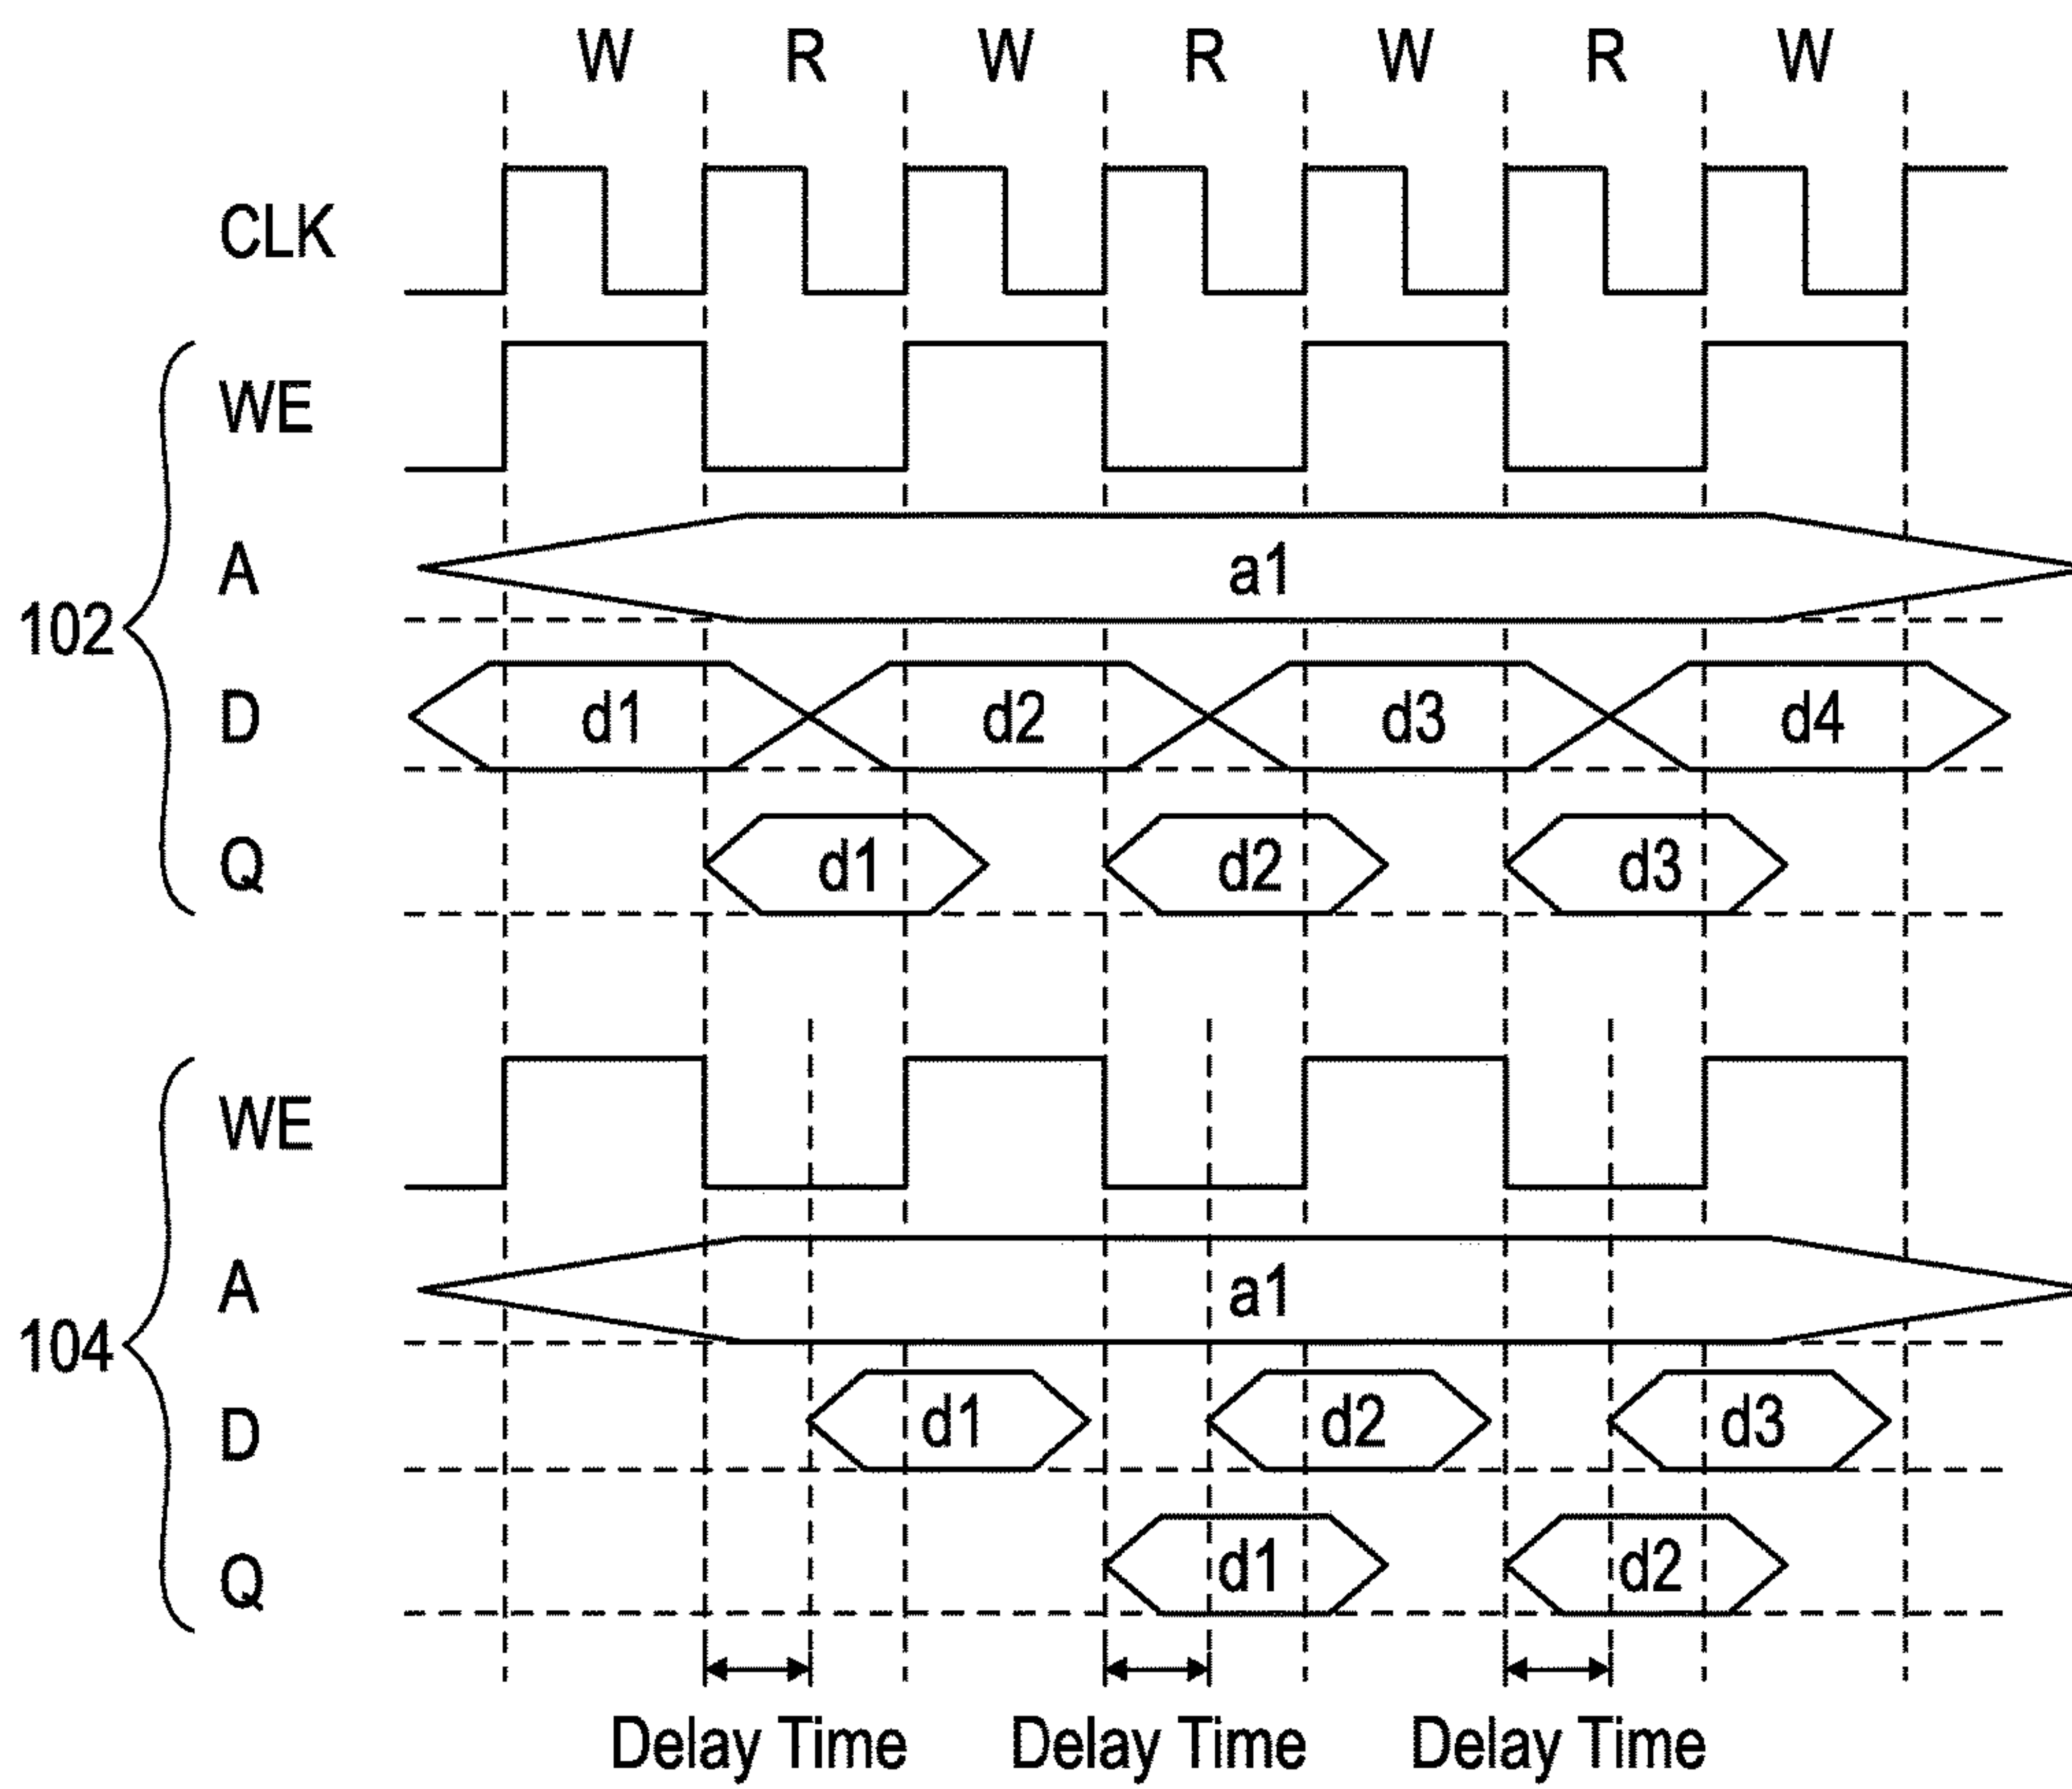 W R W R W R W
CLK
102
WE
A a1
D d1 d2 d3 d4
Q d1 d2 d3
104
WE
A a1
D d1 d2 d3
Q d1 d2
Delay Time Delay Time Delay Time